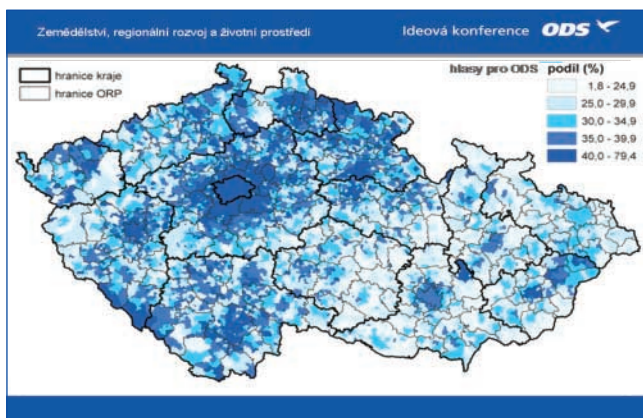 Zemědělství, regionální rozvoj a životní prostředí
Ideová konference ODS
hranice kraje
hranice ORP
hlasy pro ODS podíl (%)
1,8 - 24,9
25,0 - 29,9
30,0 - 34,9
35,0 - 39,9
40,0 - 79,4